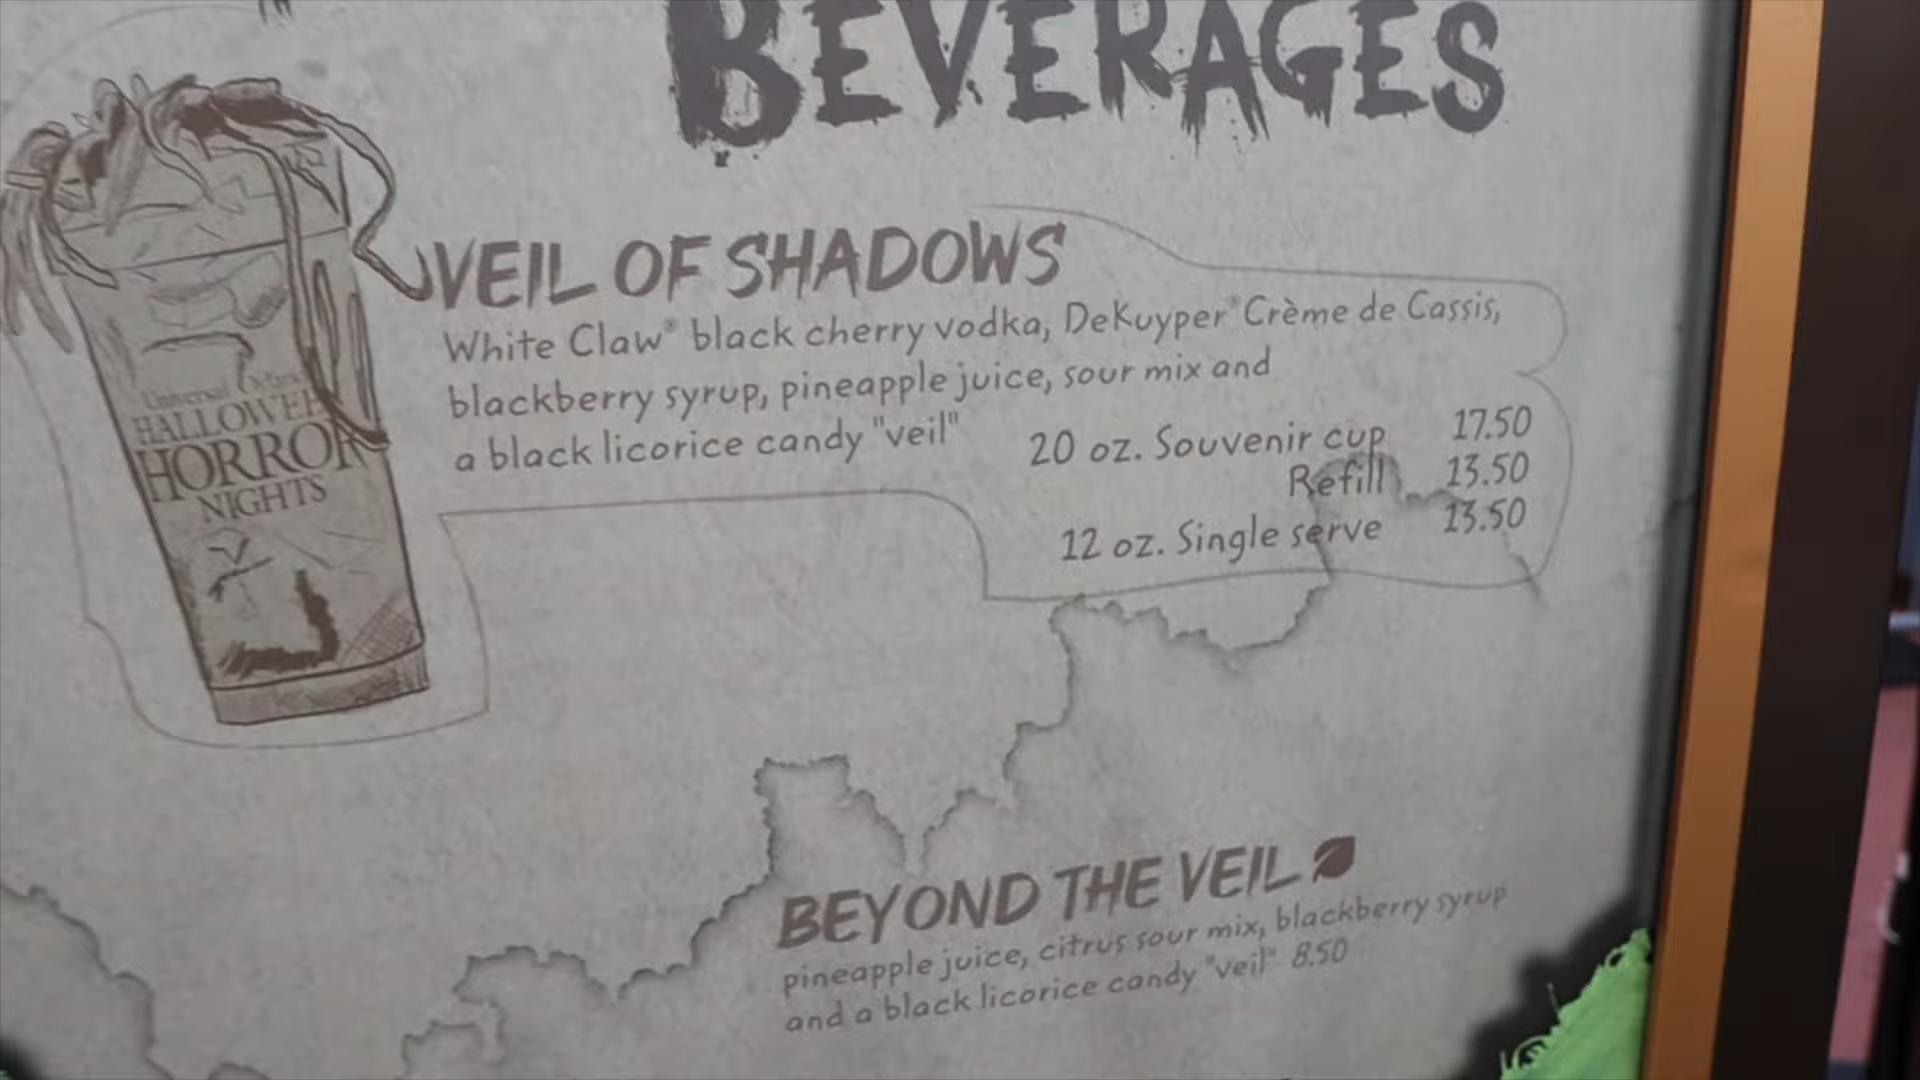 BEVERAGES
VEIL OF SHADOWS
White Claw® black cherry vodka, DeKuyper® Crème de Cassis,
blackberry syrup, pineapple juice, sour mix and
a black licorice candy "veil"
20 oz. Souvenir cup 17.50
Refill 13.50
12 oz. Single serve 13.50
Universal Orlando
HALLOWEEN
HORROR
NIGHTS
BEYOND THE VEIL
pineapple juice, citrus sour mix, blackberry syrup
and a black licorice candy "veil" 8.50